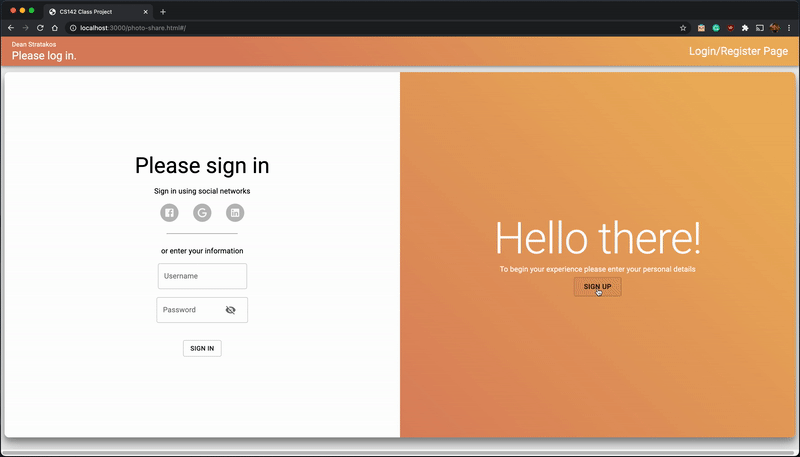 CS142 Class Project
localhost:3000/photo-share.html#/
Dean Stratakos
Please log in.
Login/Register Page
Please sign in
Sign in using social networks
or enter your information
Username
Password
SIGN IN
Hello there!
To begin your experience please enter your personal details
SIGN UP